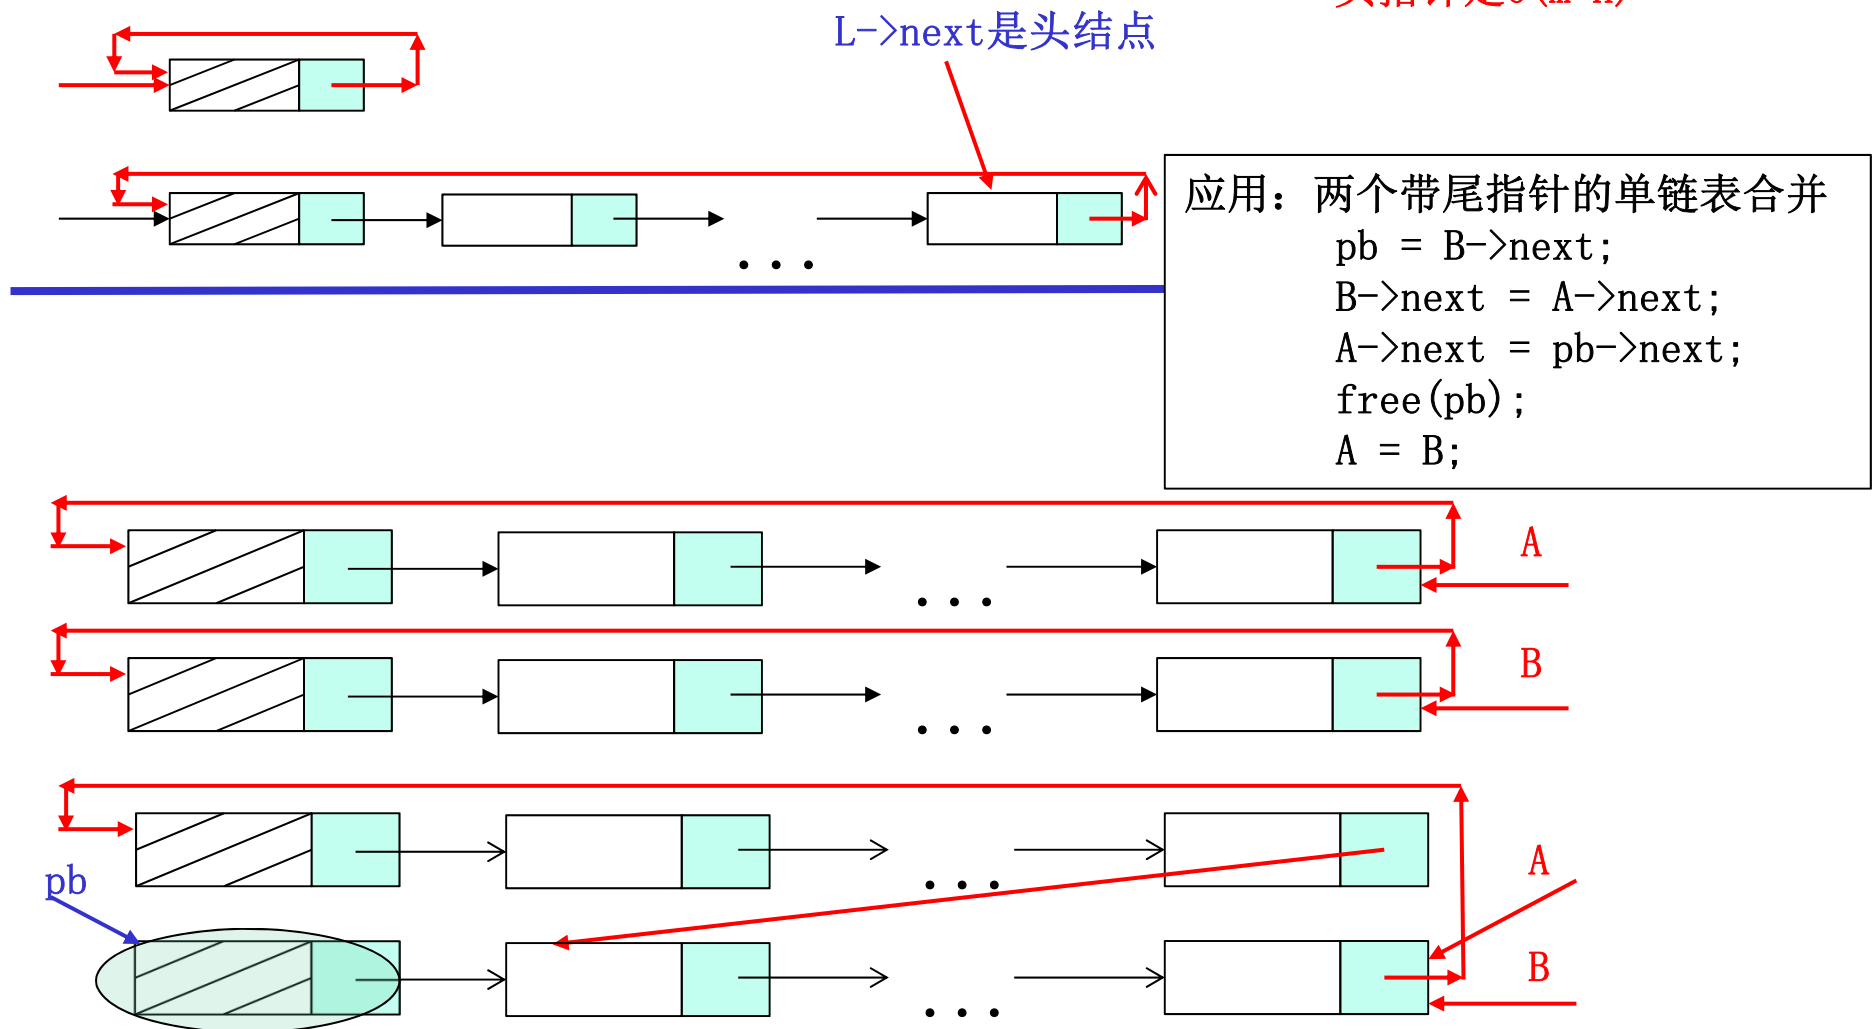 L->next是头结点
应用：两个带尾指针的单链表合并
pb = B->next;
B->next = A->next;
A->next = pb->next;
free(pb);
A = B;
A
B
A
pb
B